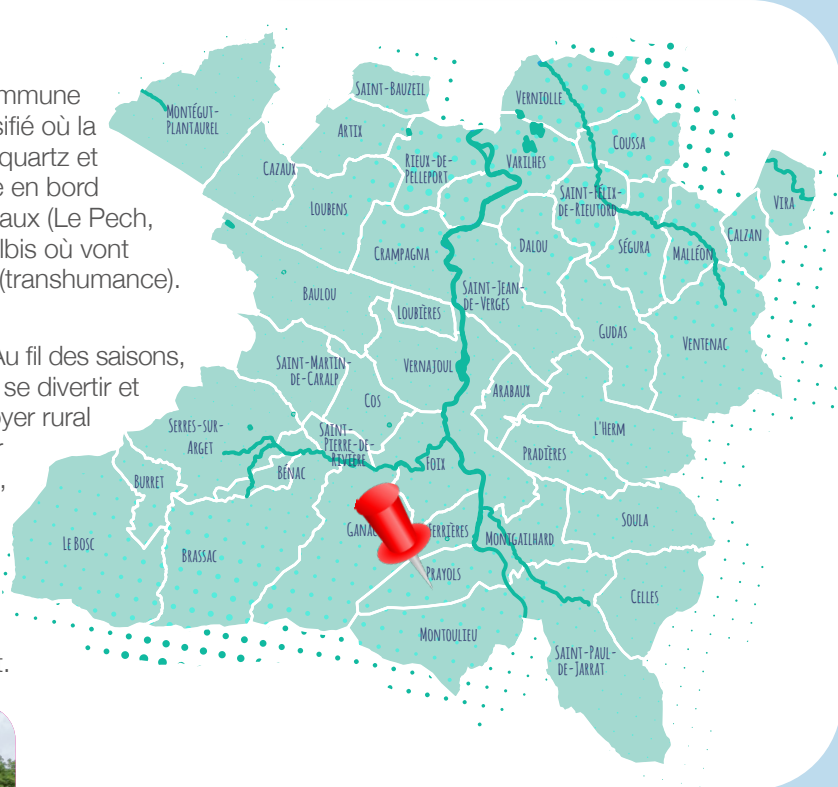 ommune
sifié où la
quartz et
e en bord
aux (Le Pech,
lbis où vont
(transhumance).
Au fil des saisons,
se divertir et
oyer rural
r
,
t.
Montégut-
Plantaurel
Saint-Bauzeil
Verniolle
Artix
Coussa
Cazaux
Rieux-de-
Pelleport
Varilhes
Vira
Saint-Félix-
de-Rieutord
Loubens
Calzan
Dalou
Ségura
Malléon
Crampagna
Baulou
Saint-Jean-
de-Verges
Loubières
Gudas
Ventenac
Saint-Martin-
de-Caralp
Vernajoul
Arabaux
Cos
L'Herm
Serres-sur-
Arget
Saint-
Pierre-de-
Rivière
Pradières
Foix
Bénac
Burret
Soula
Ganac
Ferrières
Montgailhard
Le Bosc
Brassac
Prayols
Celles
Montoulieu
Saint-Paul-
de-Jarrat